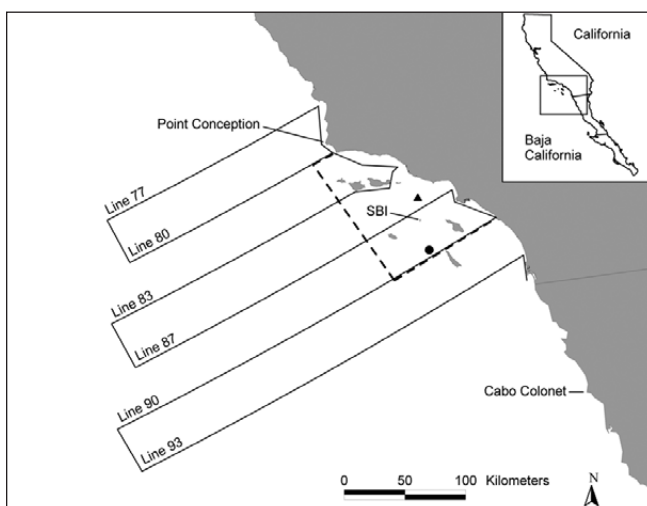 California
Point Conception
Baja
California
Line 77
SBI
Line 80
Line 83
Line 87
Line 90
Cabo Colonet
Line 93
0 50 100 Kilometers
N